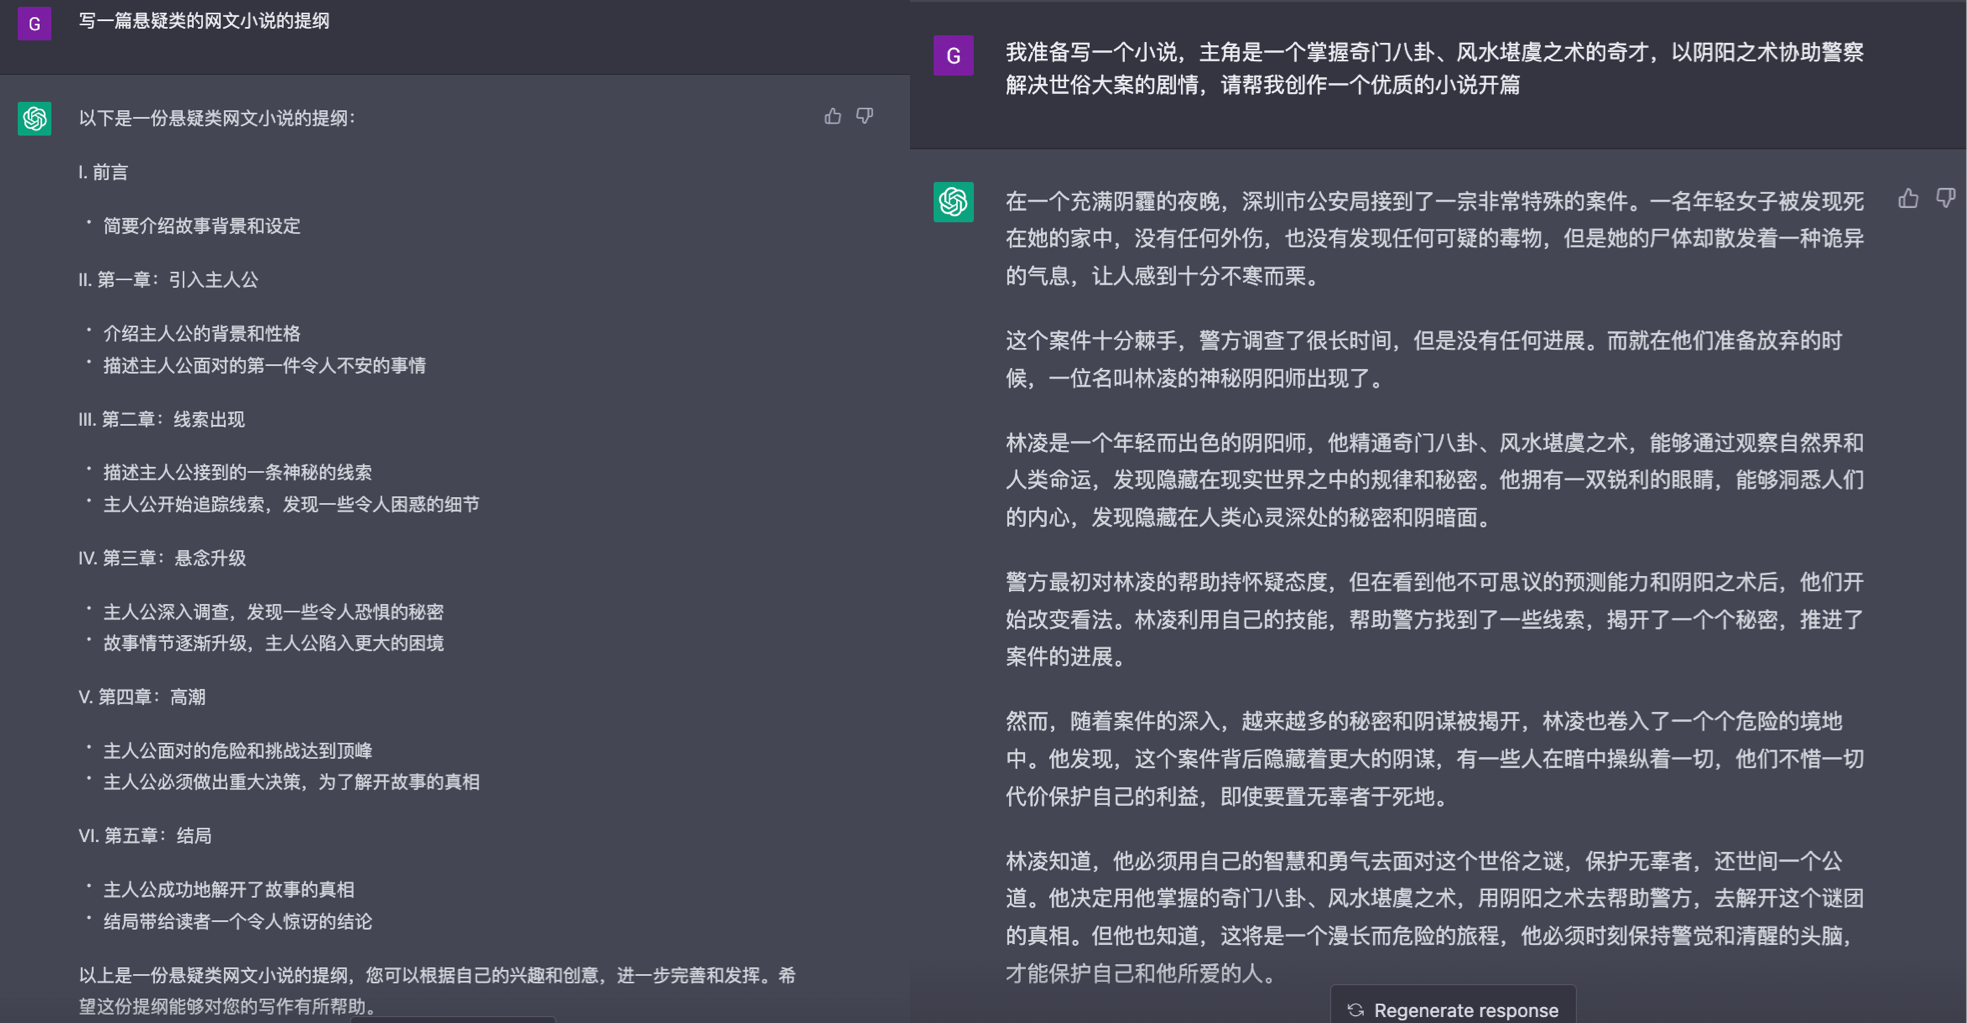 G
写一篇悬疑类的网文小说的提纲
以下是一份悬疑类网文小说的提纲：
I. 前言
• 简要介绍故事背景和设定
II. 第一章：引入主人公
• 介绍主人公的背景和性格
• 描述主人公面对的第一件令人不安的事情
III. 第二章：线索出现
• 描述主人公接到的一条神秘的线索
• 主人公开始追踪线索，发现一些令人困惑的细节
IV. 第三章：悬念升级
• 主人公深入调查，发现一些令人恐惧的秘密
• 故事情节逐渐升级，主人公陷入更大的困境
V. 第四章：高潮
• 主人公面对的危险和挑战达到顶峰
• 主人公必须做出重大决策，为了解开故事的真相
VI. 第五章：结局
• 主人公成功地解开了故事的真相
• 结局带给读者一个令人惊讶的结论
以上是一份悬疑类网文小说的提纲，您可以根据自己的兴趣和创意，进一步完善和发挥。希
望这份提纲能够对您的写作有所帮助。
G
我准备写一个小说，主角是一个掌握奇门八卦、风水堪虞之术的奇才，以阴阳之术协助警察
解决世俗大案的剧情，请帮我创作一个优质的小说开篇
在一个充满阴霾的夜晚，深圳市公安局接到了一宗非常特殊的案件。一名年轻女子被发现死
在她的家中，没有任何外伤，也没有发现任何可疑的毒物，但是她的尸体却散发着一种诡异
的气息，让人感到十分不寒而栗。
这个案件十分棘手，警方调查了很长时间，但是没有任何进展。而就在他们准备放弃的时
候，一位名叫林凌的神秘阴阳师出现了。
林凌是一个年轻而出色的阴阳师，他精通奇门八卦、风水堪虞之术，能够通过观察自然界和
人类命运，发现隐藏在现实世界之中的规律和秘密。他拥有一双锐利的眼睛，能够洞悉人们
的内心，发现隐藏在人类心灵深处的秘密和阴暗面。
警方最初对林凌的帮助持怀疑态度，但在看到他不可思议的预测能力和阴阳之术后，他们开
始改变看法。林凌利用自己的技能，帮助警方找到了一些线索，揭开了一个个秘密，推进了
案件的进展。
然而，随着案件的深入，越来越多的秘密和阴谋被揭开，林凌也卷入了一个个危险的境地
中。他发现，这个案件背后隐藏着更大的阴谋，有一些人在暗中操纵着一切，他们不惜一切
代价保护自己的利益，即使要置无辜者于死地。
林凌知道，他必须用自己的智慧和勇气去面对这个世俗之谜，保护无辜者，还世间一个公
道。他决定用他掌握的奇门八卦、风水堪虞之术，用阴阳之术去帮助警方，去解开这个谜团
的真相。但他也知道，这将是一个漫长而危险的旅程，他必须时刻保持警觉和清醒的头脑，
才能保护自己和他所爱的人。
Regenerate response